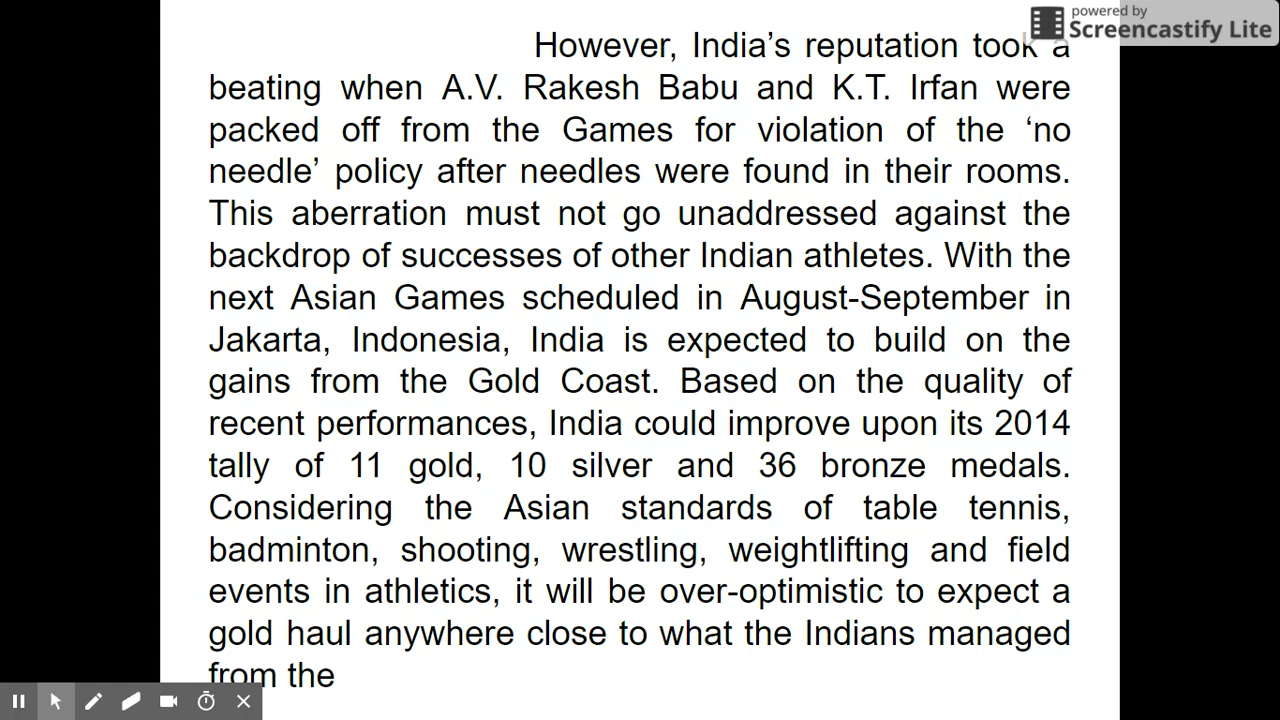 powered by
Screencastify Lite
However, India’s reputation took a
beating when A.V. Rakesh Babu and K.T. Irfan were
packed off from the Games for violation of the ‘no
needle’ policy after needles were found in their rooms.
This aberration must not go unaddressed against the
backdrop of successes of other Indian athletes. With the
next Asian Games scheduled in August-September in
Jakarta, Indonesia, India is expected to build on the
gains from the Gold Coast. Based on the quality of
recent performances, India could improve upon its 2014
tally of 11 gold, 10 silver and 36 bronze medals.
Considering the Asian standards of table tennis,
badminton, shooting, wrestling, weightlifting and field
events in athletics, it will be over-optimistic to expect a
gold haul anywhere close to what the Indians managed
from the